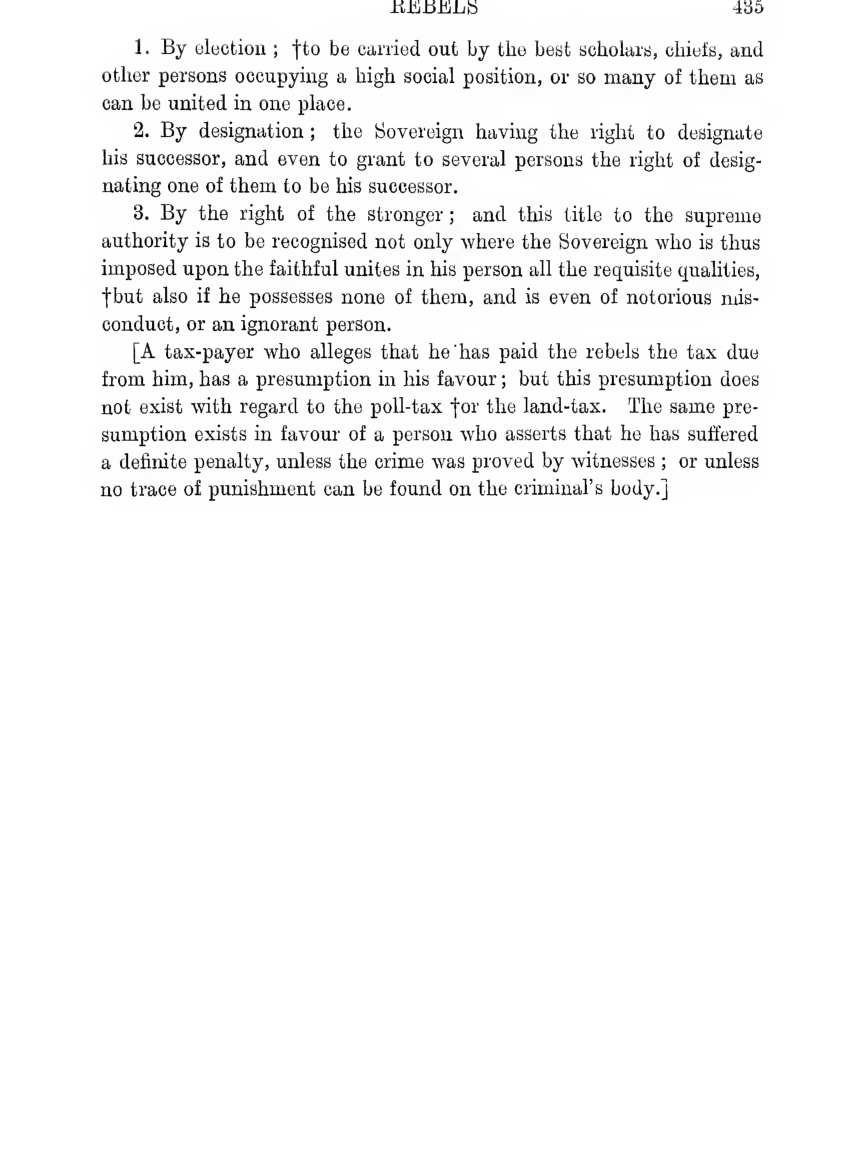 REBELS 435
1. By election ; †to be carried out by the best scholars, chiefs, and
other persons occupying a high social position, or so many of them as
can be united in one place.
2. By designation ; the Sovereign having the right to designate
his successor, and even to grant to several persons the right of desig-
nating one of them to be his successor.
3. By the right of the stronger ; and this title to the supreme
authority is to be recognised not only where the Sovereign who is thus
imposed upon the faithful unites in his person all the requisite qualities,
†but also if he possesses none of them, and is even of notorious mis-
conduct, or an ignorant person.
[A tax-payer who alleges that he has paid the rebels the tax due
from him, has a presumption in his favour ; but this presumption does
not exist with regard to the poll-tax †or the land-tax. The same pre-
sumption exists in favour of a person who asserts that he has suffered
a definite penalty, unless the crime was proved by witnesses ; or unless
no trace of punishment can be found on the criminal's body.]